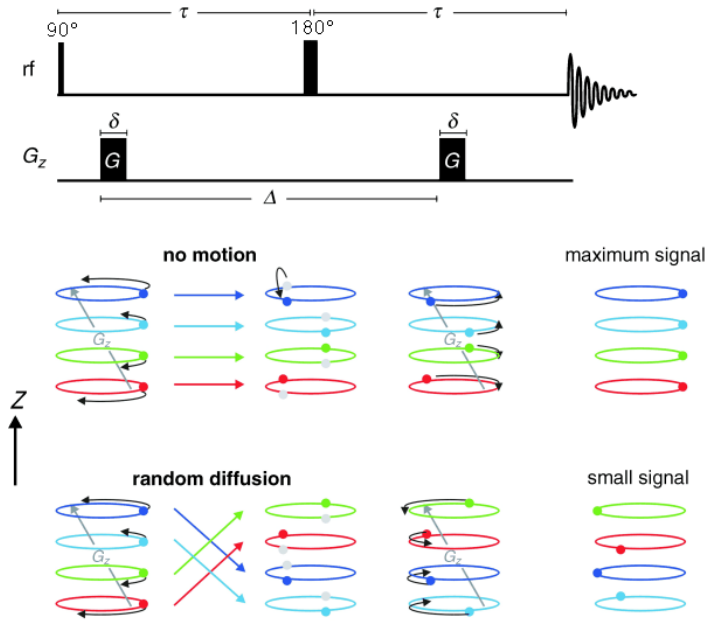 τ τ
90° 180°
rf
δ δ
G_z G G
Δ
no motion maximum signal
G_z G_z
Z
random diffusion small signal
G_z G_z